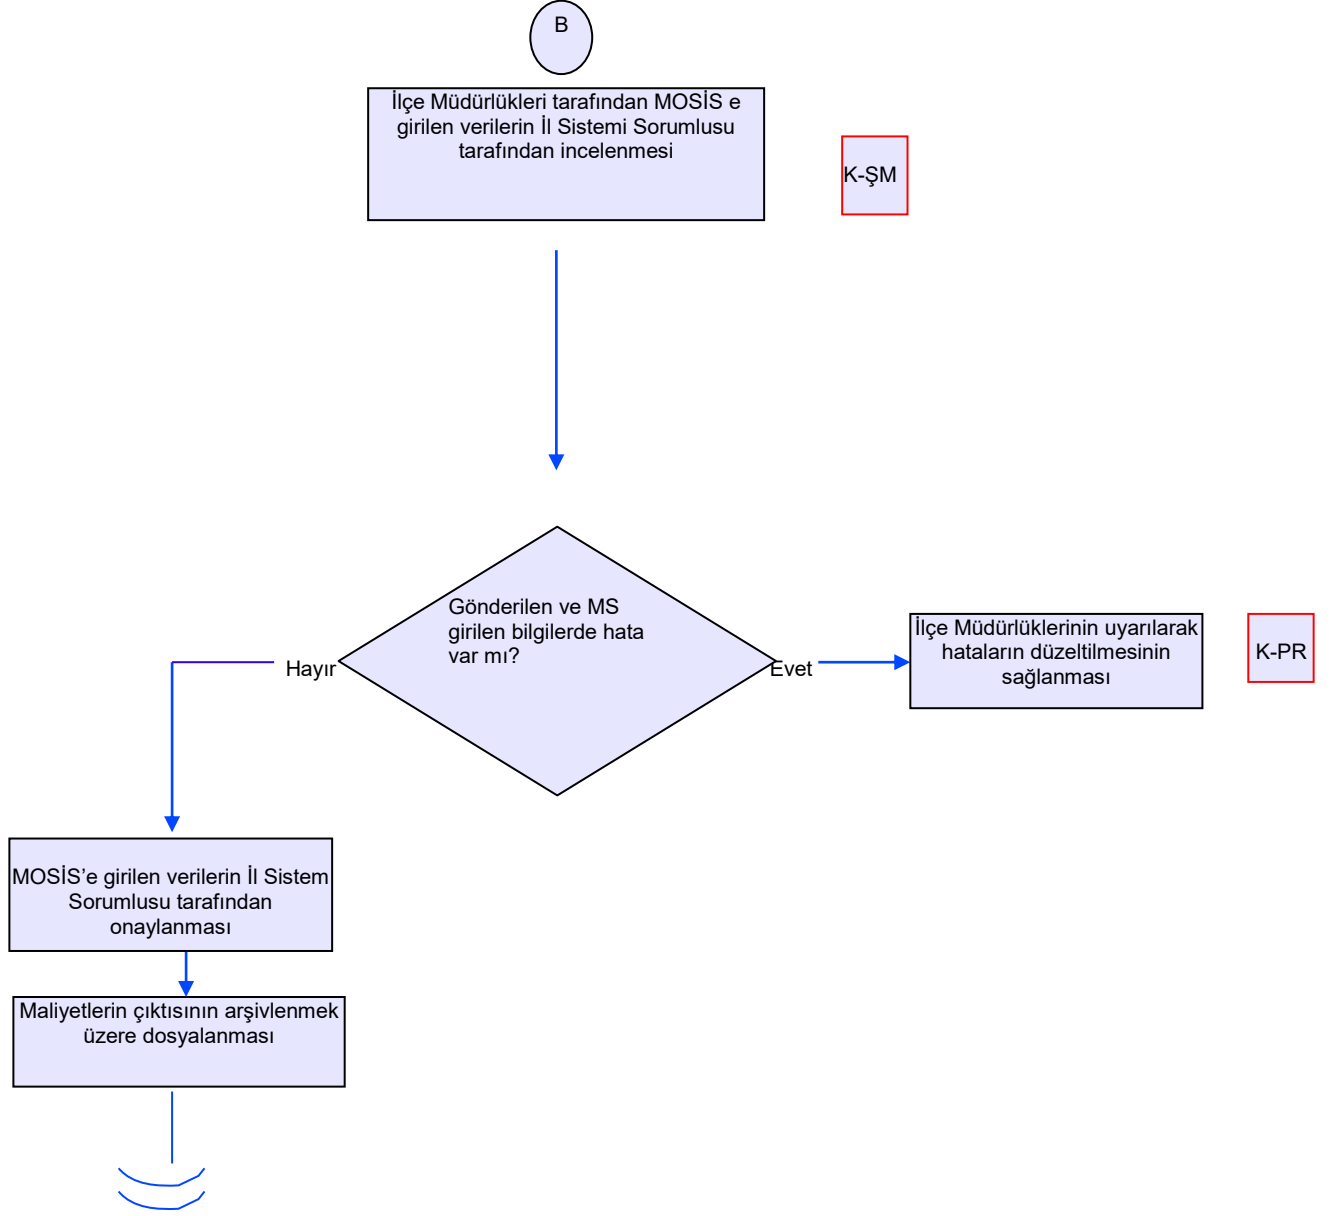 B
İlçe Müdürlükleri tarafından MOSİS e
girilen verilerin İl Sistemi Sorumlusu
tarafından incelenmesi
K-ŞM
Gönderilen ve MS
girilen bilgilerde hata
var mı?
Hayır
Evet
İlçe Müdürlüklerinin uyarılarak
hataların düzeltilmesinin
sağlanması
K-PR
MOSİS’e girilen verilerin İl Sistem
Sorumlusu tarafından
onaylanması
Maliyetlerin çıktısının arşivlenmek
üzere dosyalanması